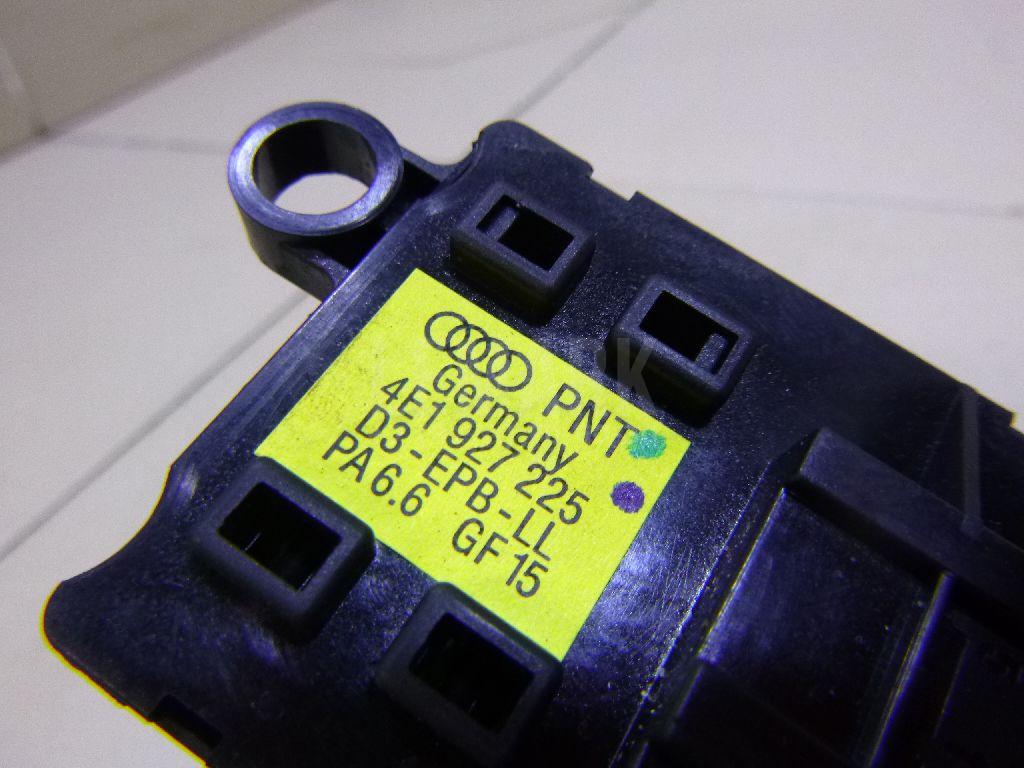 PNT
Germany
4E1 927 225
D3-EPB-LL
PA6.6 GF15